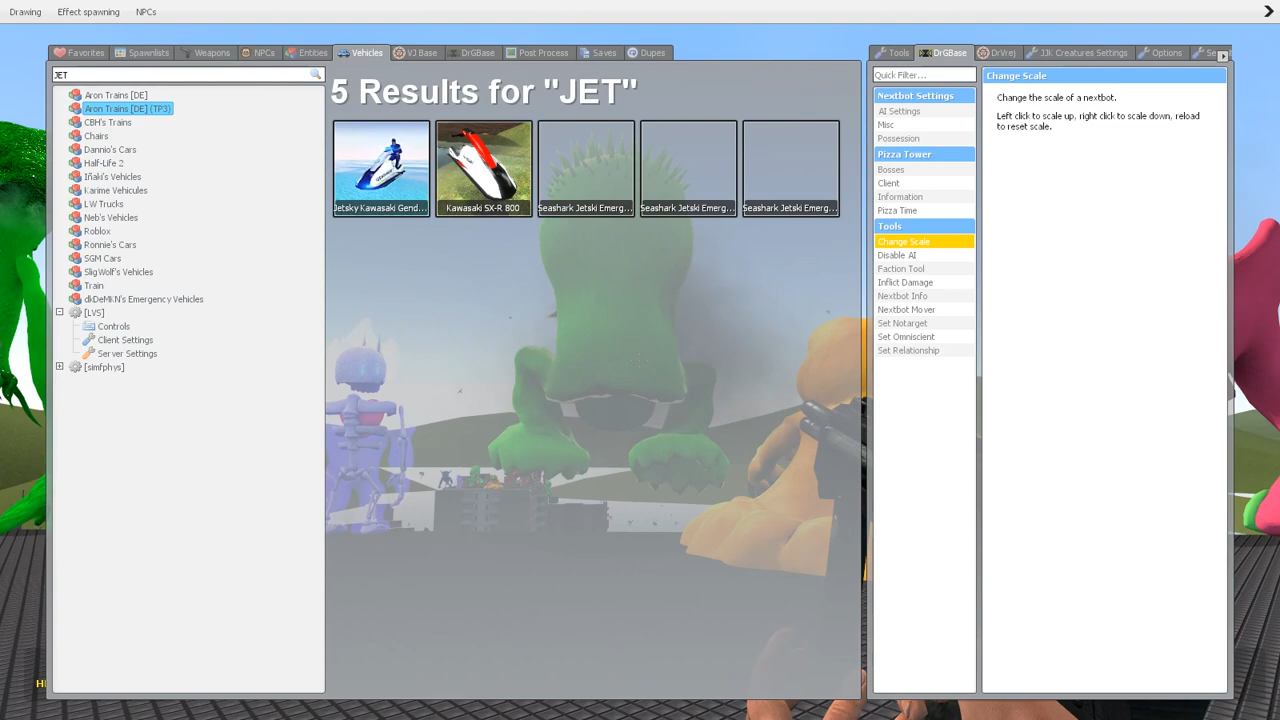 Drawing Effect spawning NPCs
Favorites Spawnlists Weapons NPCs Entities Vehicles VJ Base DrGBase Post Process Saves Dupes
JET
Aron Trains [DE]
Aron Trains [DE] (TP3)
CBH's Trains
Chairs
Dannio's Cars
Half-Life 2
Iñaki's Vehicles
Karime Vehicules
LW Trucks
Neb's Vehicles
Roblox
Ronnie's Cars
SGM Cars
SligWolf's Vehicles
Train
dkDeMKN's Emergency Vehicles
[LVS]
Controls
Client Settings
Server Settings
[simfphys]
5 Results for "JET"
Jetsky Kawasaki Gend...
Kawasaki SX-R 800
Seashark Jetski Emerg...
Seashark Jetski Emerg...
Seashark Jetski Emerg...
Tools DrGBase DrVrej JJK Creatures Settings Options Se
Quick Filter...
Nextbot Settings
AI Settings
Misc
Possession
Pizza Tower
Bosses
Client
Information
Pizza Time
Tools
Change Scale
Disable AI
Faction Tool
Inflict Damage
Nextbot Info
Nextbot Mover
Set Notarget
Set Omniscient
Set Relationship
Change Scale
Change the scale of a nextbot.
Left click to scale up, right click to scale down, reload
to reset scale.